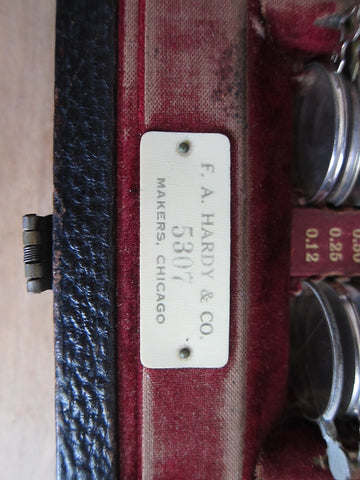 F. A. HARDY & CO.
5307
MAKERS, CHICAGO
0.50
0.25
0.12